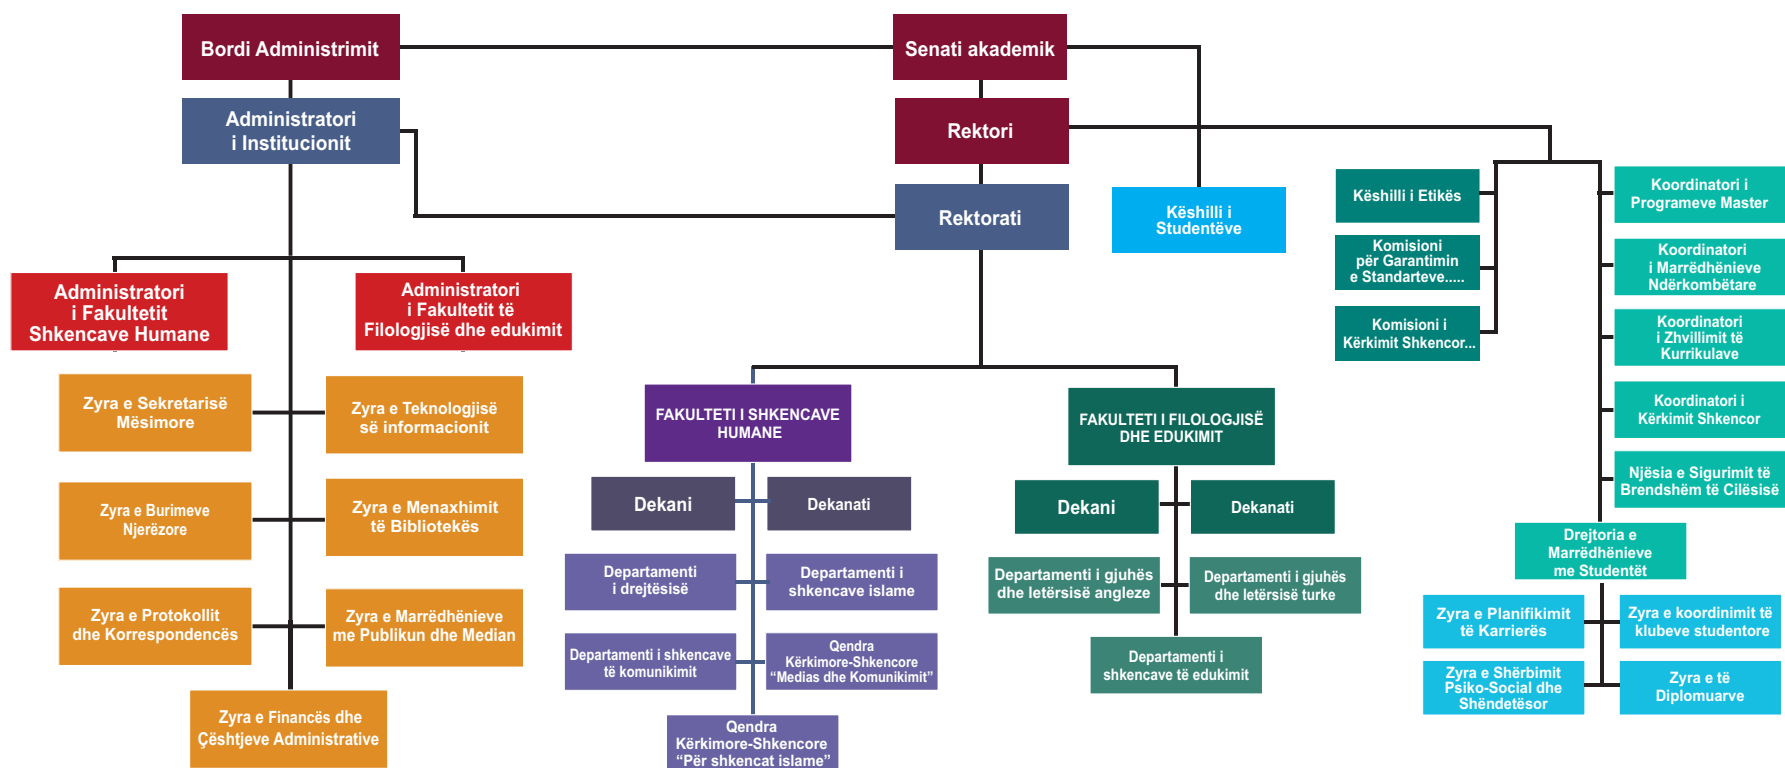 Bordi Administrimit
Senati akademik
Administratori
i Institucionit
Rektori
Rektorati
Këshilli i
Studentëve
Këshilli i Etikës
Komisioni
për Garantimin
e Standarteve.....
Komisioni i
Kërkimit Shkencor...
Koordinatori i
Programeve Master
Koordinatori
i Marrëdhënieve
Ndërkombëtare
Koordinatori
i Zhvillimit të
Kurrikulave
Koordinatori i
Kërkimit Shkencor
Njësia e Sigurimit të
Brendshëm të Cilësisë
Drejtoria e
Marrëdhënieve
me Studentët
Zyra e Planifikimit
të Karrierës
Zyra e koordinimit të
klubeve studentore
Zyra e Shërbimit
Psiko-Social dhe
Shëndetësor
Zyra e të
Diplomuarve
Administratori
i Fakultetit
Shkencave Humane
Administratori
i Fakultetit të
Filologjisë dhe edukimit
Zyra e Sekretarisë
Mësimore
Zyra e Teknologjisë
së informacionit
Zyra e Burimeve
Njerëzore
Zyra e Menaxhimit
të Bibliotekës
Zyra e Protokollit
dhe Korrespondencës
Zyra e Marrëdhënieve
me Publikun dhe Median
Zyra e Financës dhe
Çështjeve Administrative
FAKULTETI I SHKENCAVE
HUMANE
Dekani
Dekanati
Departamenti
i drejtësisë
Departamenti i
shkencave islame
Departamenti i shkencave
të komunikimit
Qendra
Kërkimore-Shkencore
“Medias dhe Komunikimit”
Qendra
Kërkimore-Shkencore
“Për shkencat islame”
FAKULTETI I FILOLOGJISË
DHE EDUKIMIT
Dekani
Dekanati
Departamenti i gjuhës
dhe letërsisë angleze
Departamenti i gjuhës
dhe letërsisë turke
Departamenti i
shkencave të edukimit